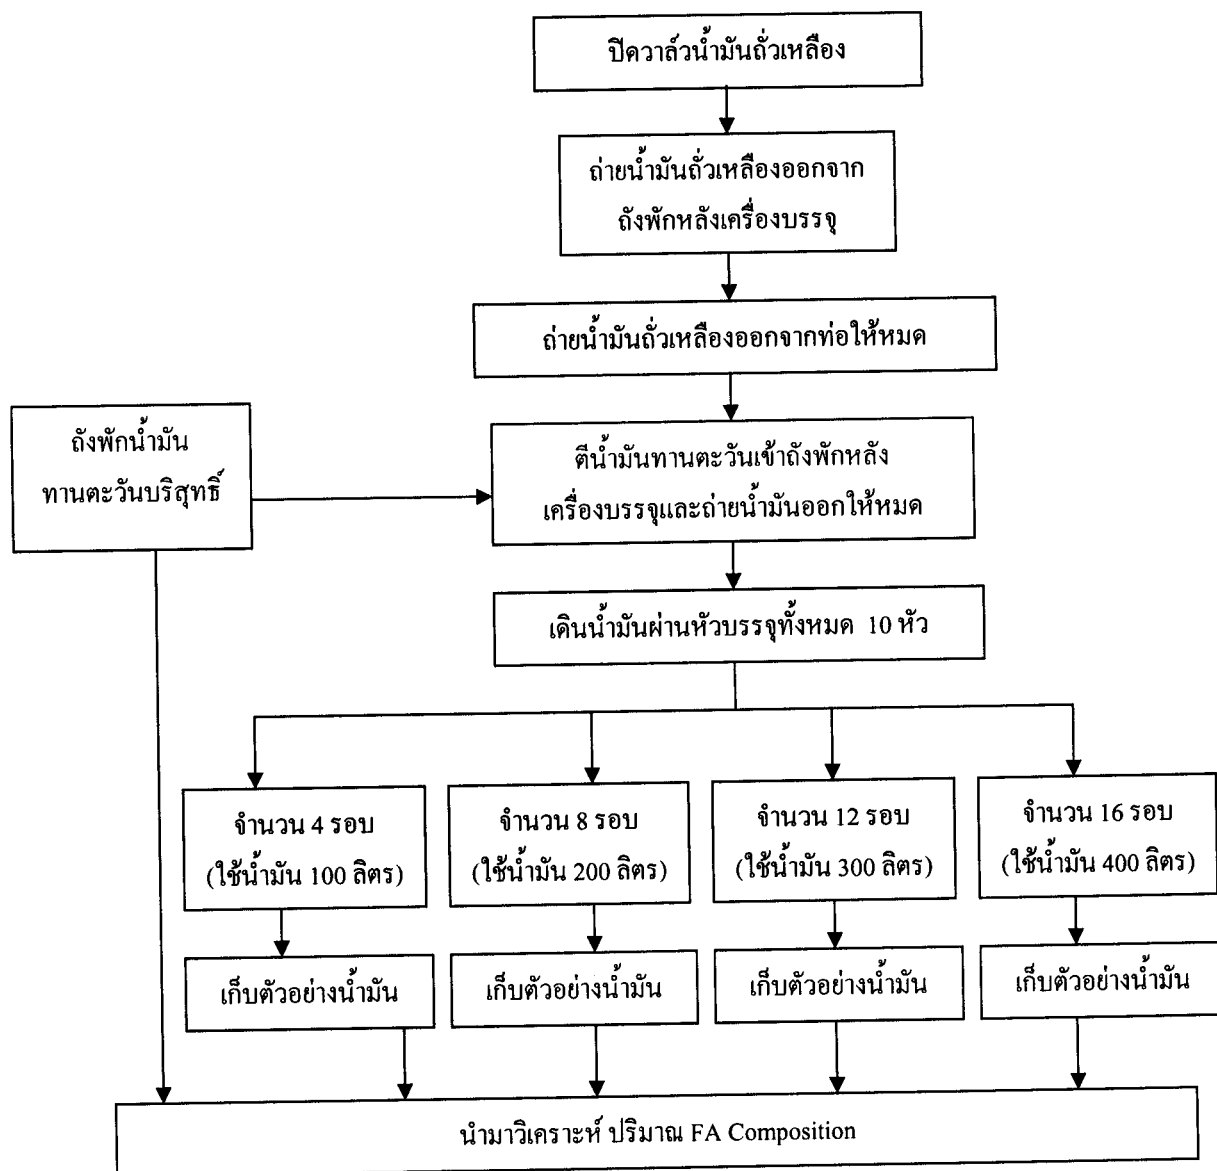 ปิดวาล์วน้ำมันถั่วเหลือง
ถ่ายน้ำมันถั่วเหลืองออกจาก
ถังพักหลังเครื่องบรรจุ
ถ่ายน้ำมันถั่วเหลืองออกจากท่อให้หมด
ถังพักน้ำมัน
ทานตะวันบริสุทธิ์
ตีน้ำมันทานตะวันเข้าถังพักหลัง
เครื่องบรรจุและถ่ายน้ำมันออกให้หมด
เดินน้ำมันผ่านหัวบรรจุทั้งหมด 10 หัว
จำนวน 4 รอบ
(ใช้น้ำมัน 100 ลิตร)
จำนวน 8 รอบ
(ใช้น้ำมัน 200 ลิตร)
จำนวน 12 รอบ
(ใช้น้ำมัน 300 ลิตร)
จำนวน 16 รอบ
(ใช้น้ำมัน 400 ลิตร)
เก็บตัวอย่างน้ำมัน
เก็บตัวอย่างน้ำมัน
เก็บตัวอย่างน้ำมัน
เก็บตัวอย่างน้ำมัน
นำมาวิเคราะห์ ปริมาณ FA Composition